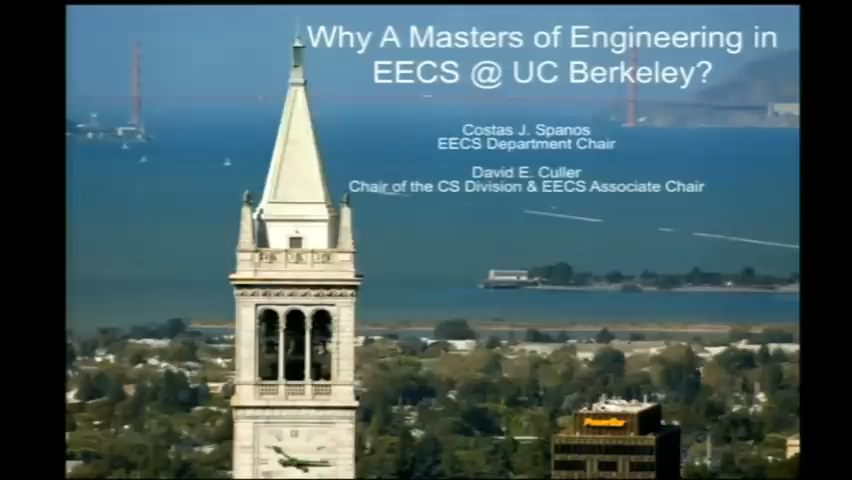 Why A Masters of Engineering in
EECS @ UC Berkeley?
Costas J. Spanos
EECS Department Chair
David E. Culler
Chair of the CS Division & EECS Associate Chair